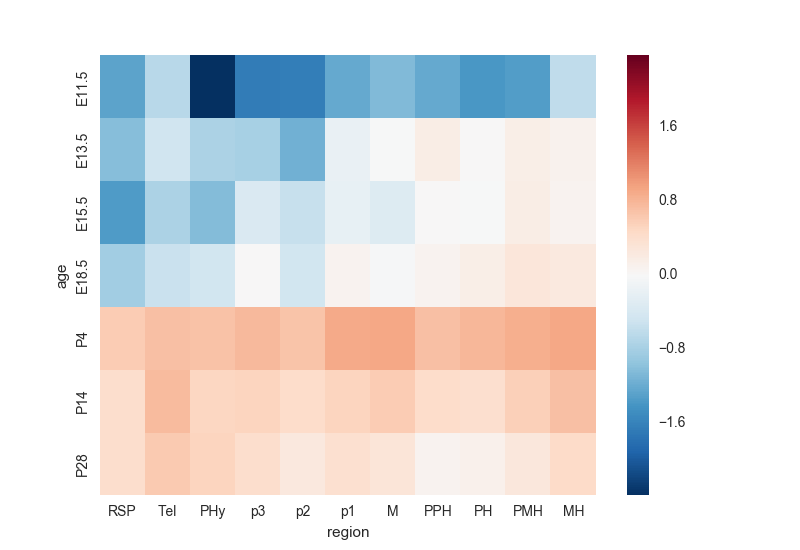 age
E11.5
E13.5
E15.5
E18.5
P4
P14
P28
RSP Tel PHy p3 p2 p1 M PPH PH PMH MH
region
1.6
0.8
0.0
−0.8
−1.6